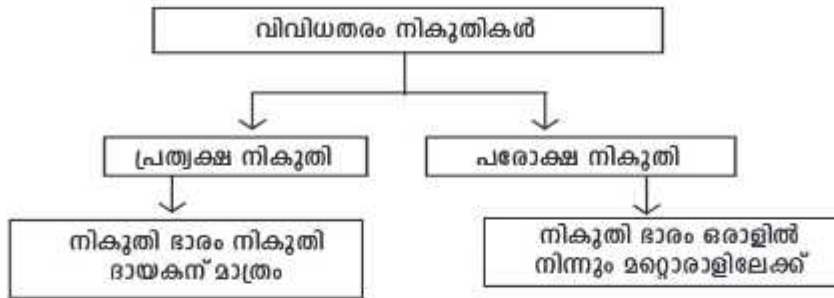 വിവിധതരം നികുതികൾ
പ്രത്യക്ഷ നികുതി
പരോക്ഷ നികുതി
നികുതി ഭാരം നികുതി
ദായകന് മാത്രം
നികുതി ഭാരം ഒരാളിൽ
നിന്നും മറ്റൊരാളിലേക്ക്